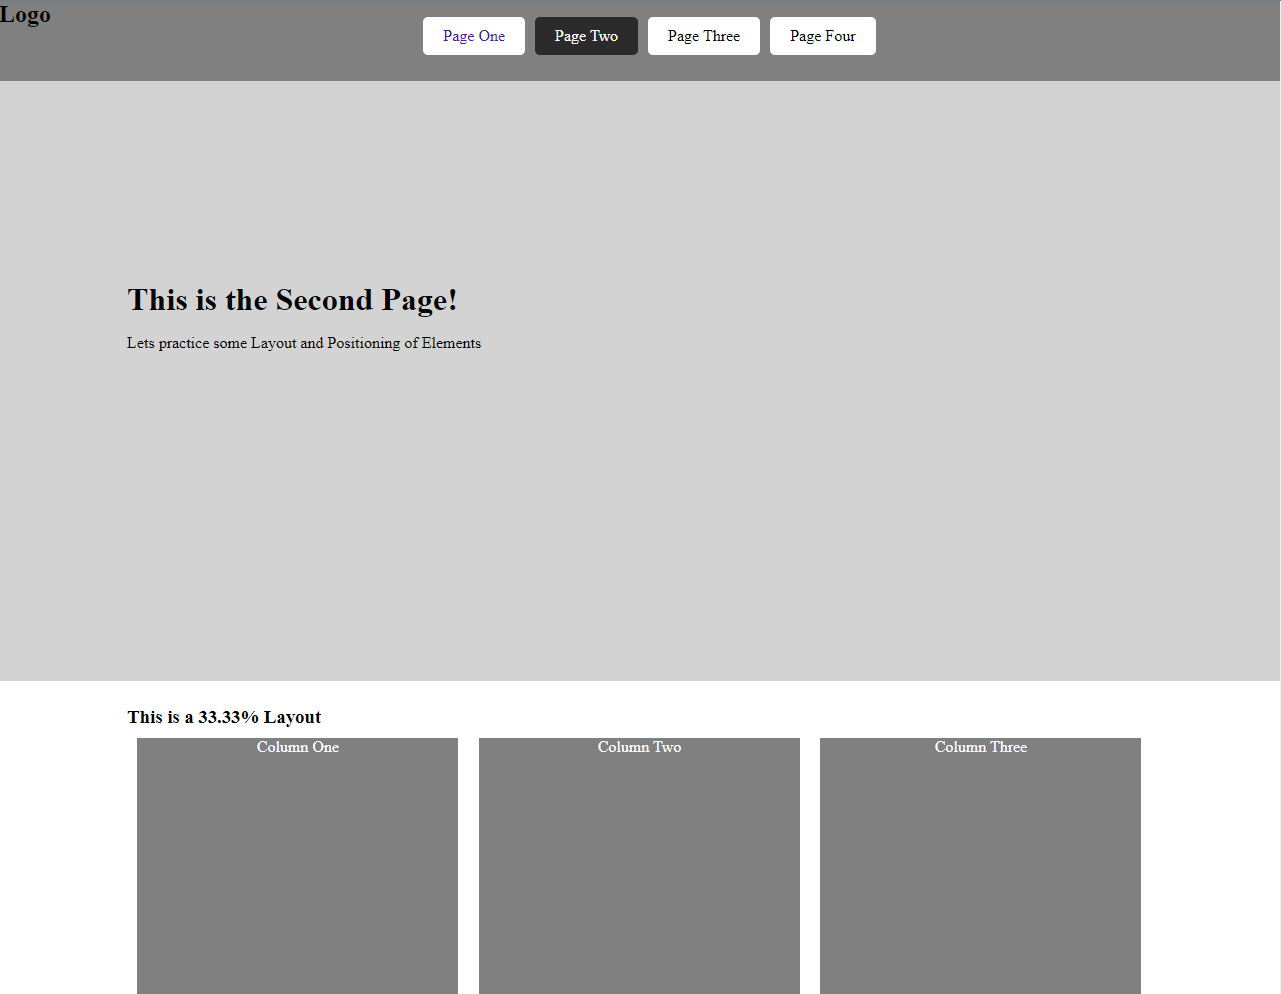 Logo
Page One
Page Two
Page Three
Page Four
This is the Second Page!
Lets practice some Layout and Positioning of Elements
This is a 33.33% Layout
Column One
Column Two
Column Three